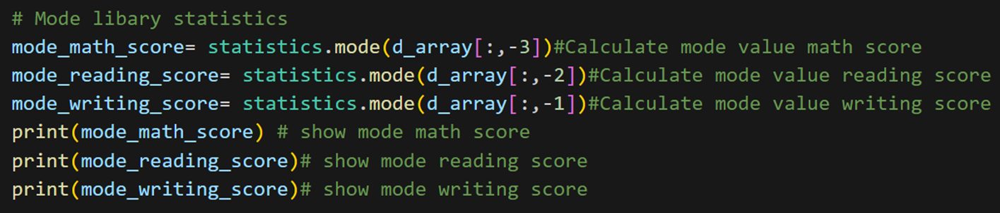 # Mode libary statistics
mode_math_score= statistics.mode(d_array[:,-3])#Calculate mode value math score
mode_reading_score= statistics.mode(d_array[:,-2])#Calculate mode value reading score
mode_writing_score= statistics.mode(d_array[:,-1])#Calculate mode value writing score
print(mode_math_score) # show mode math score
print(mode_reading_score)# show mode reading score
print(mode_writing_score)# show mode writing score